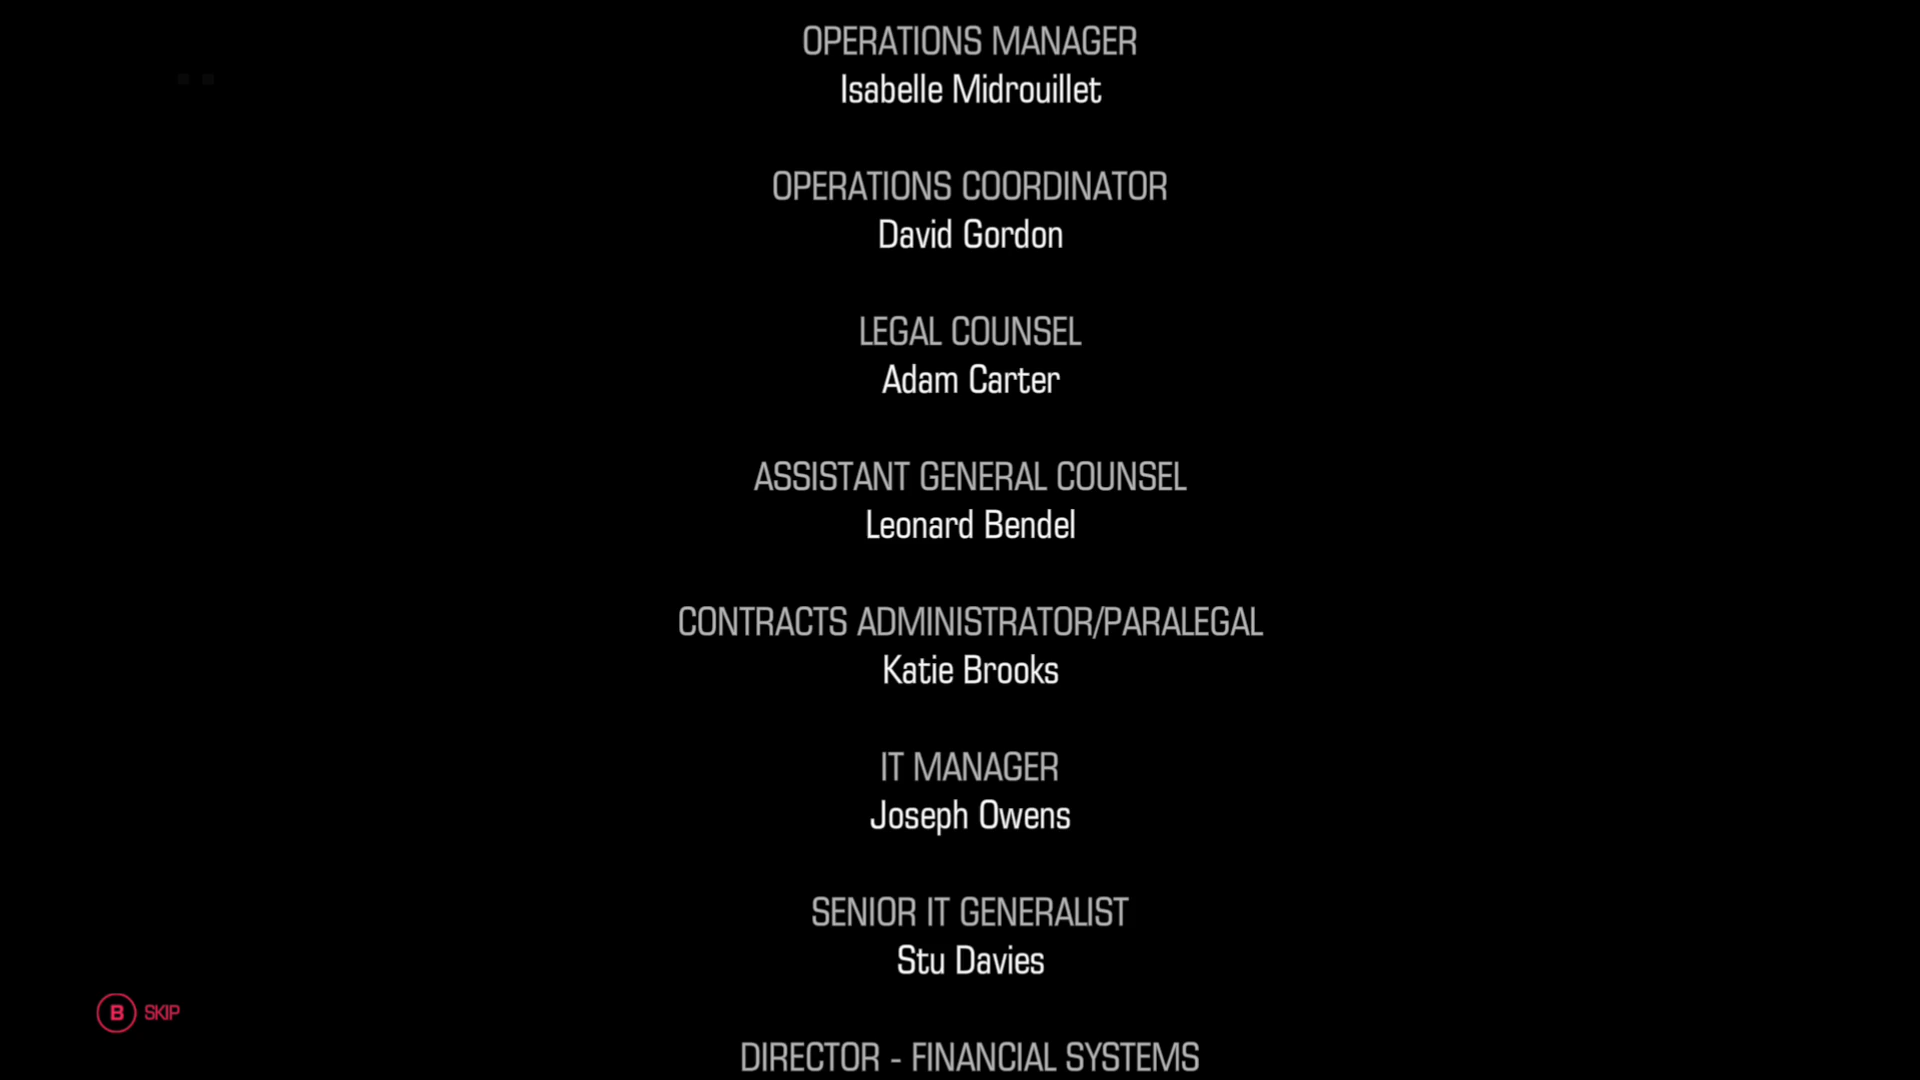 OPERATIONS MANAGER
Isabelle Midrouillet
OPERATIONS COORDINATOR
David Gordon
LEGAL COUNSEL
Adam Carter
ASSISTANT GENERAL COUNSEL
Leonard Bendel
CONTRACTS ADMINISTRATOR/PARALEGAL
Katie Brooks
IT MANAGER
Joseph Owens
SENIOR IT GENERALIST
Stu Davies
B SKIP
DIRECTOR - FINANCIAL SYSTEMS